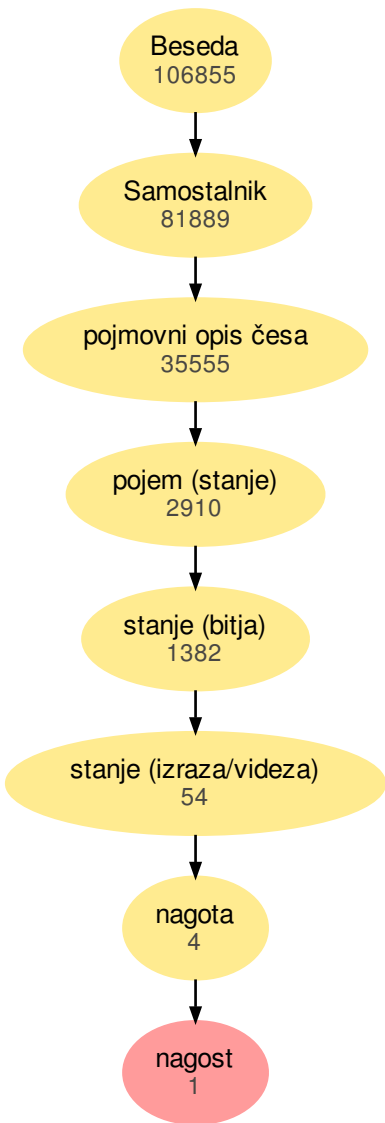 Beseda
106855
Samostalnik
81889
pojmovni opis česa
35555
pojem (stanje)
2910
stanje (bitja)
1382
stanje (izraza/videza)
54
nagota
4
nagost
1